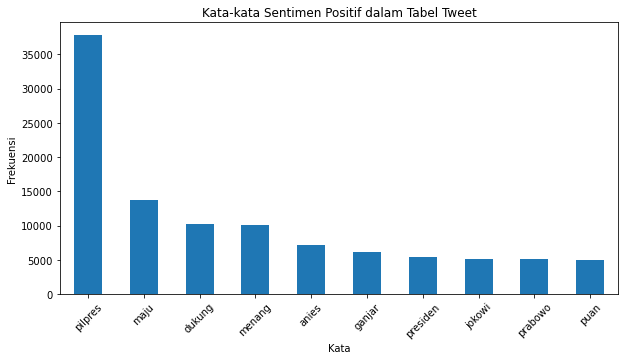 Kata-kata Sentimen Positif dalam Tabel Tweet
Frekuensi
35000
30000
25000
20000
15000
10000
5000
0
pilpres
maju
dukung
menang
anies
ganjar
presiden
jokowi
prabowo
puan
Kata